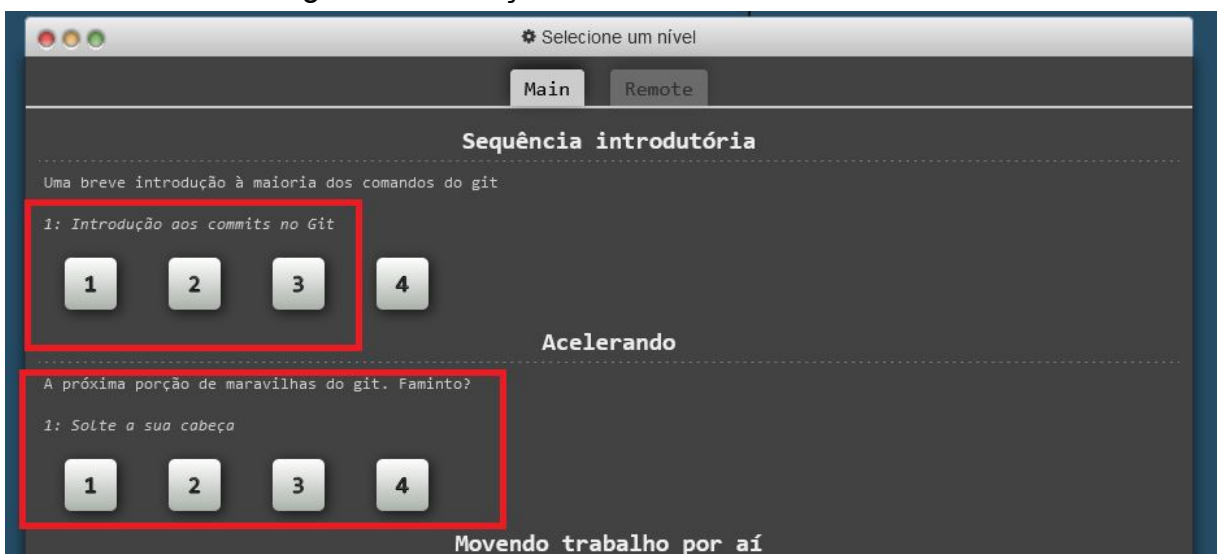 Selecione um nível
Main Remote
Sequência introdutória
Uma breve introdução à maioria dos comandos do git
1: Introdução aos commits no Git
1 2 3 4
Acelerando
A próxima porção de maravilhas do git. Faminto?
1: Solte a sua cabeça
1 2 3 4
Movendo trabalho por aí